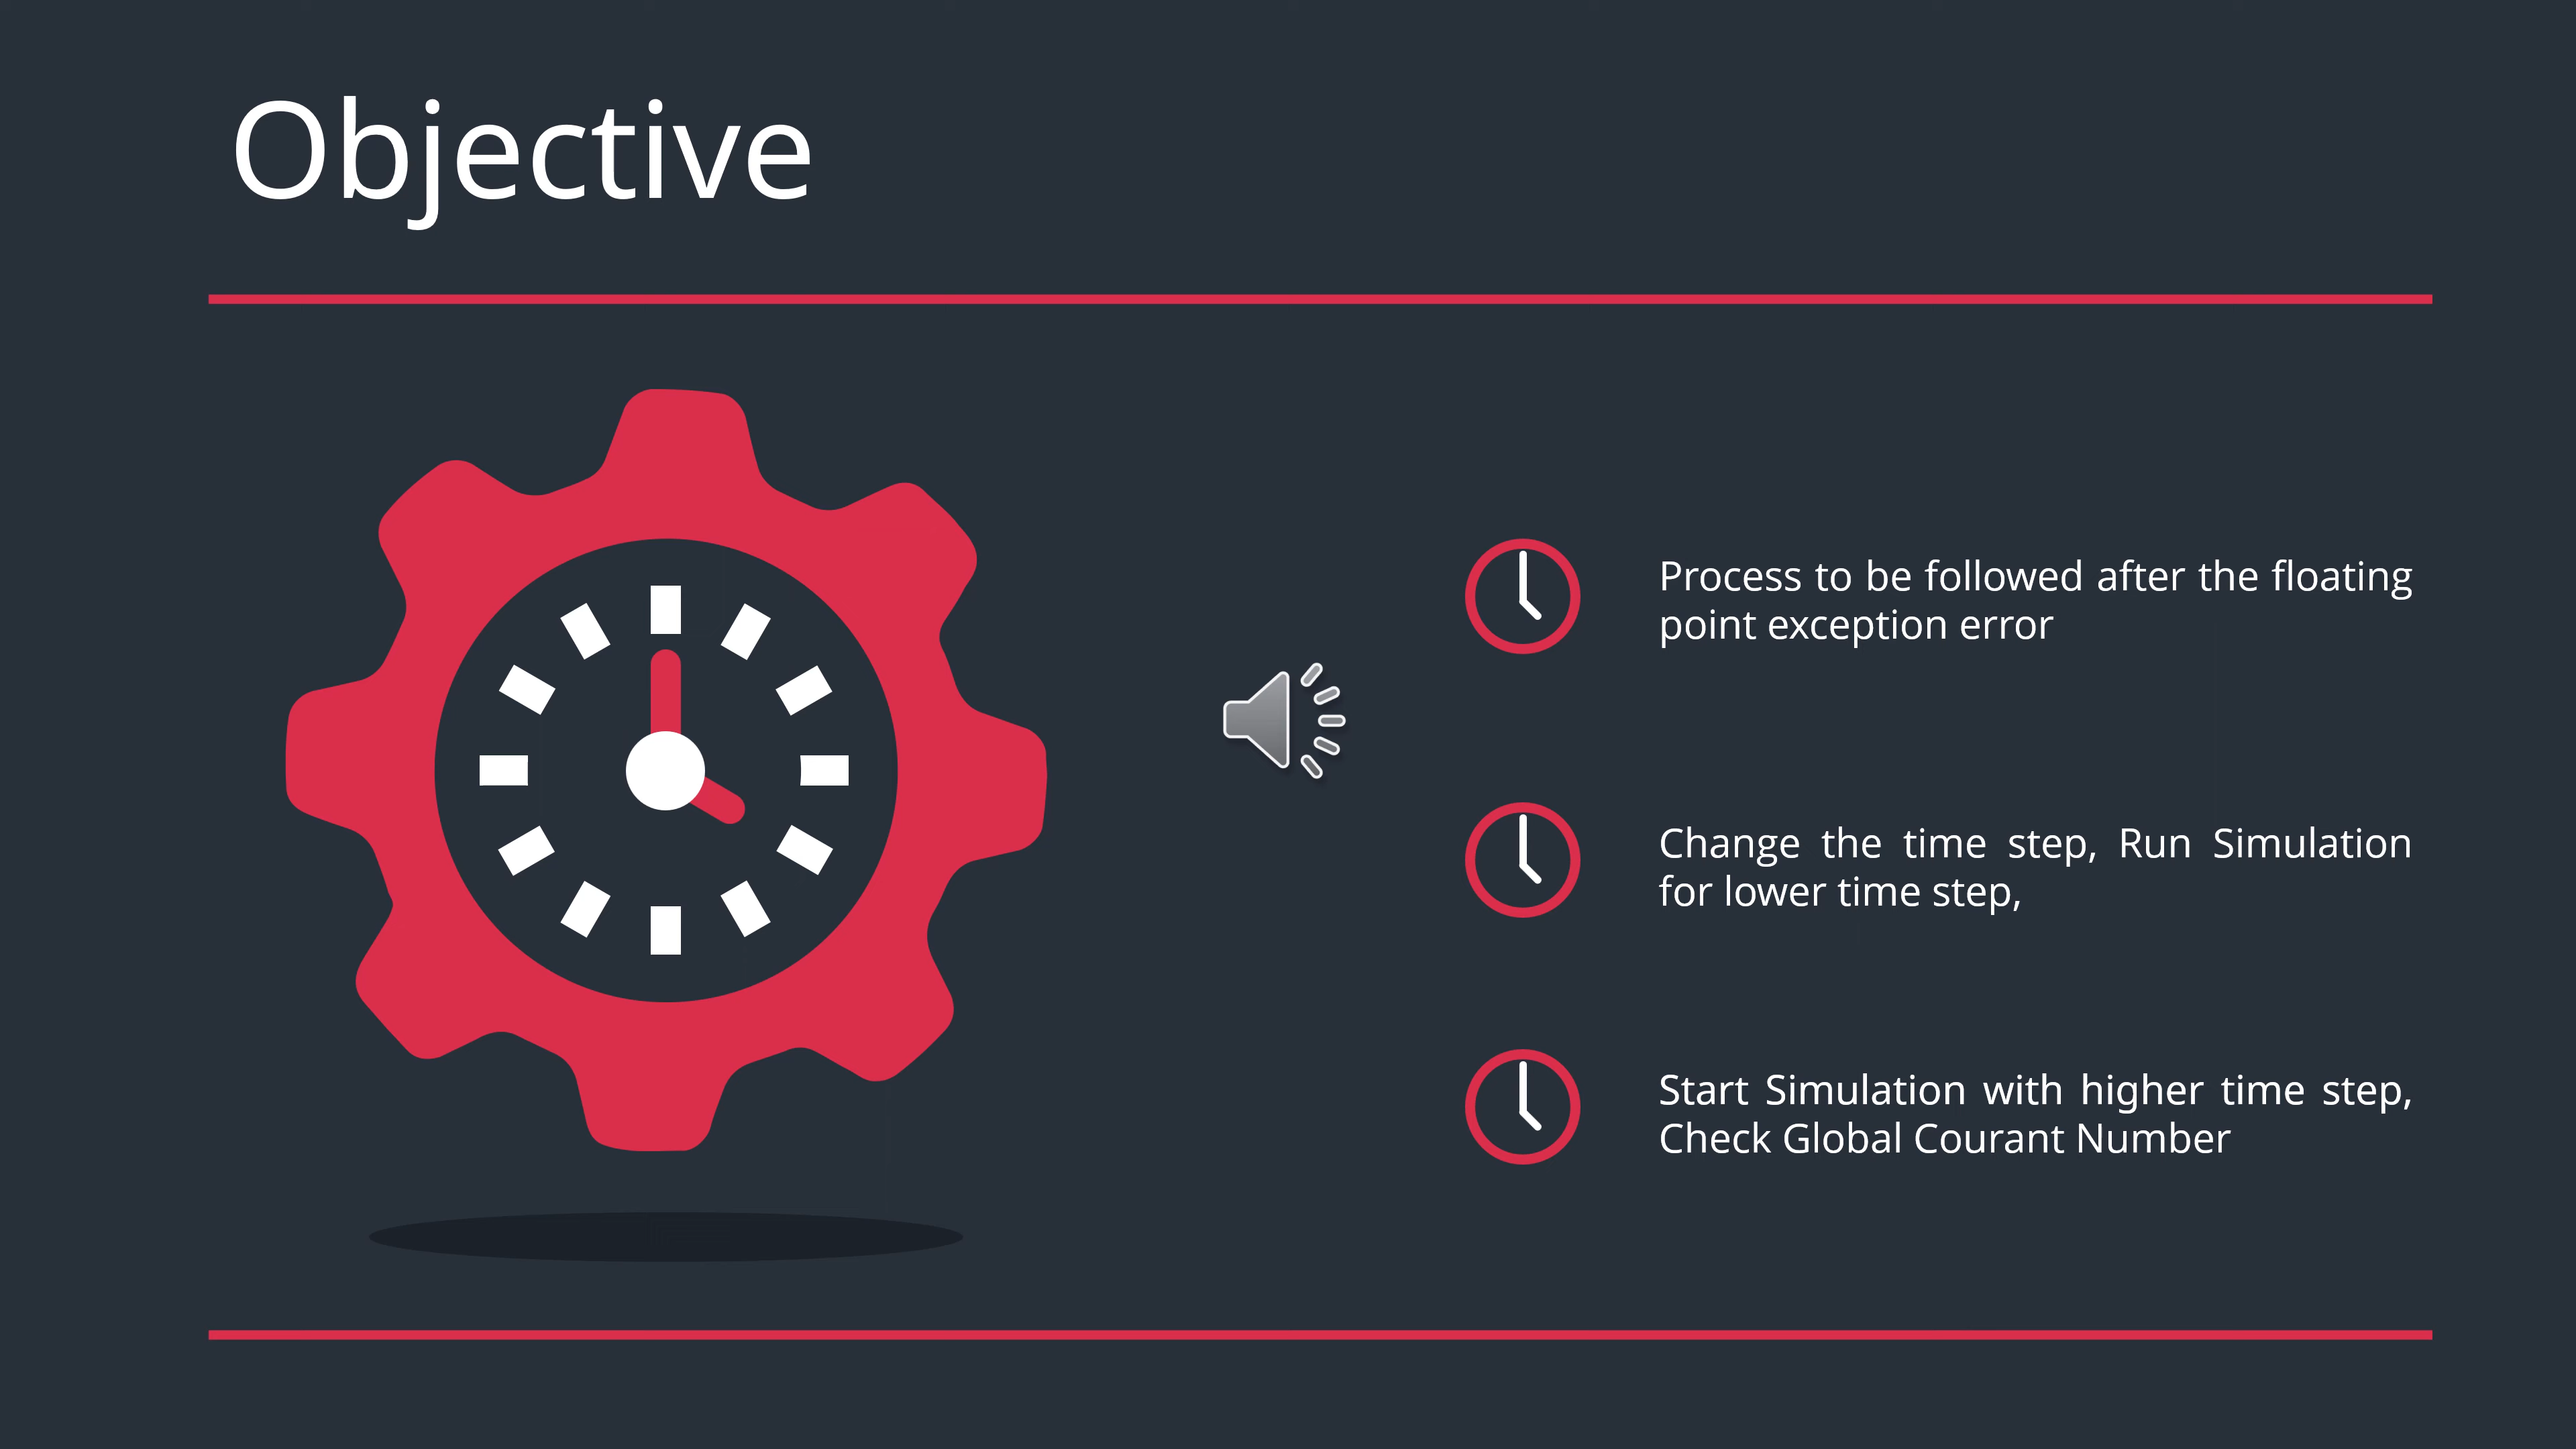 Objective
Process to be followed after the floating
point exception error
Change the time step, Run Simulation
for lower time step,
Start Simulation with higher time step,
Check Global Courant Number